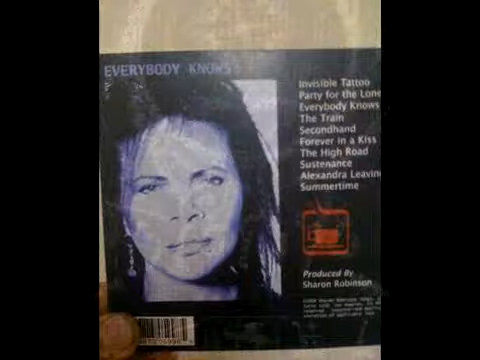 EVERYBODY KNOWS
Invisible Tattoo
Party for the Lone
Everybody Knows
The Train
Secondhand
Forever in a Kiss
The High Road
Sustenance
Alexandra Leavin
Summertime
Produced By
Sharon Robinson